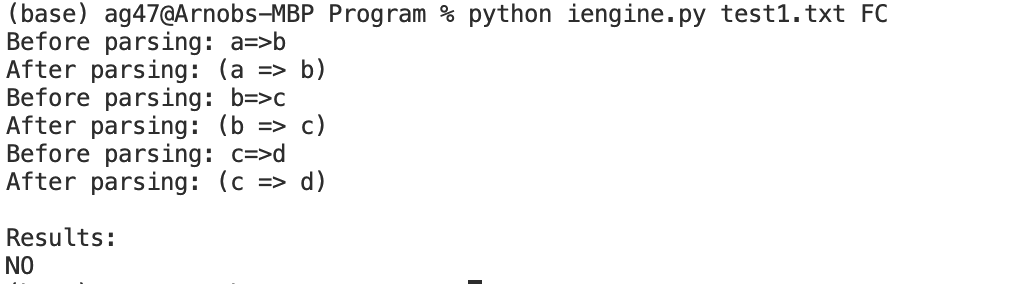 (base) ag47@Arnobs-MBP Program % python iengine.py test1.txt FC
Before parsing: a=>b
After parsing: (a => b)
Before parsing: b=>c
After parsing: (b => c)
Before parsing: c=>d
After parsing: (c => d)
Results:
NO